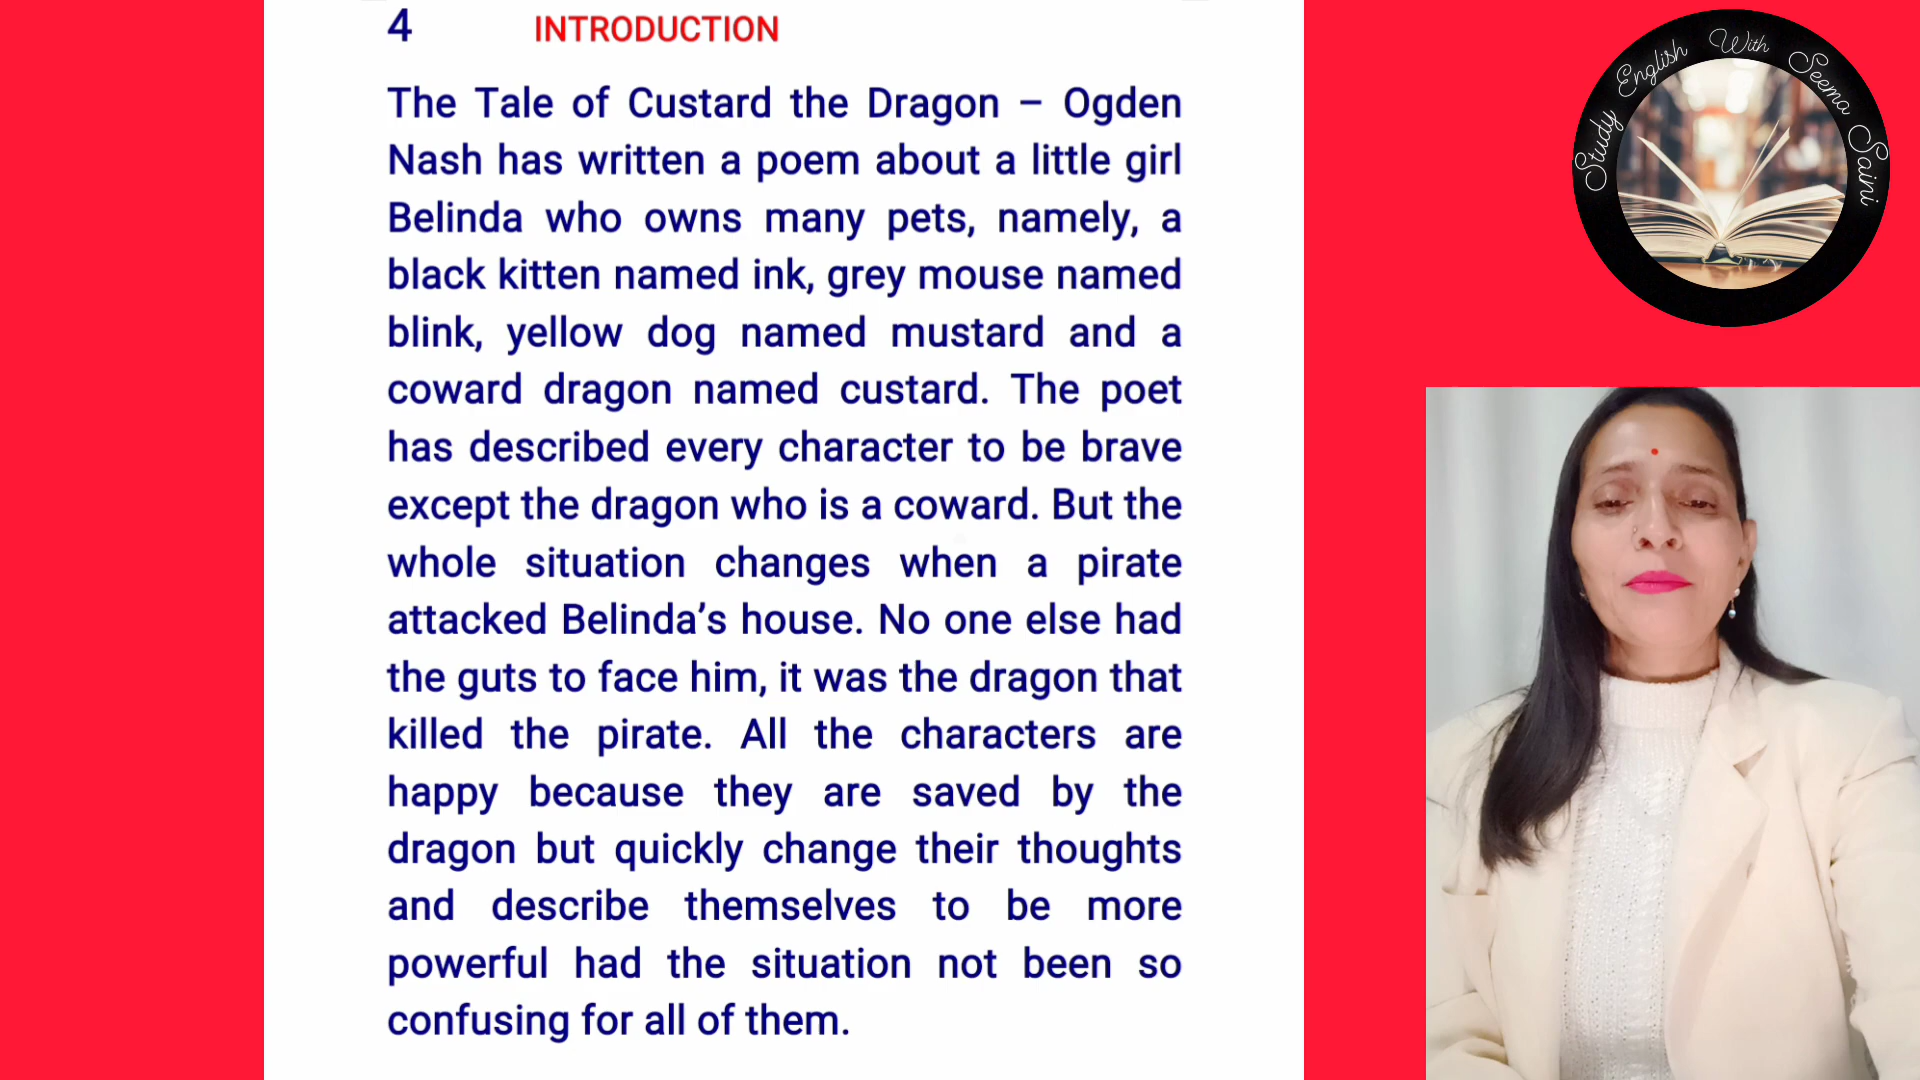 4 INTRODUCTION
The Tale of Custard the Dragon – Ogden
Nash has written a poem about a little girl
Belinda who owns many pets, namely, a
black kitten named ink, grey mouse named
blink, yellow dog named mustard and a
coward dragon named custard. The poet
has described every character to be brave
except the dragon who is a coward. But the
whole situation changes when a pirate
attacked Belinda’s house. No one else had
the guts to face him, it was the dragon that
killed the pirate. All the characters are
happy because they are saved by the
dragon but quickly change their thoughts
and describe themselves to be more
powerful had the situation not been so
confusing for all of them.
Study English With Seema Saini